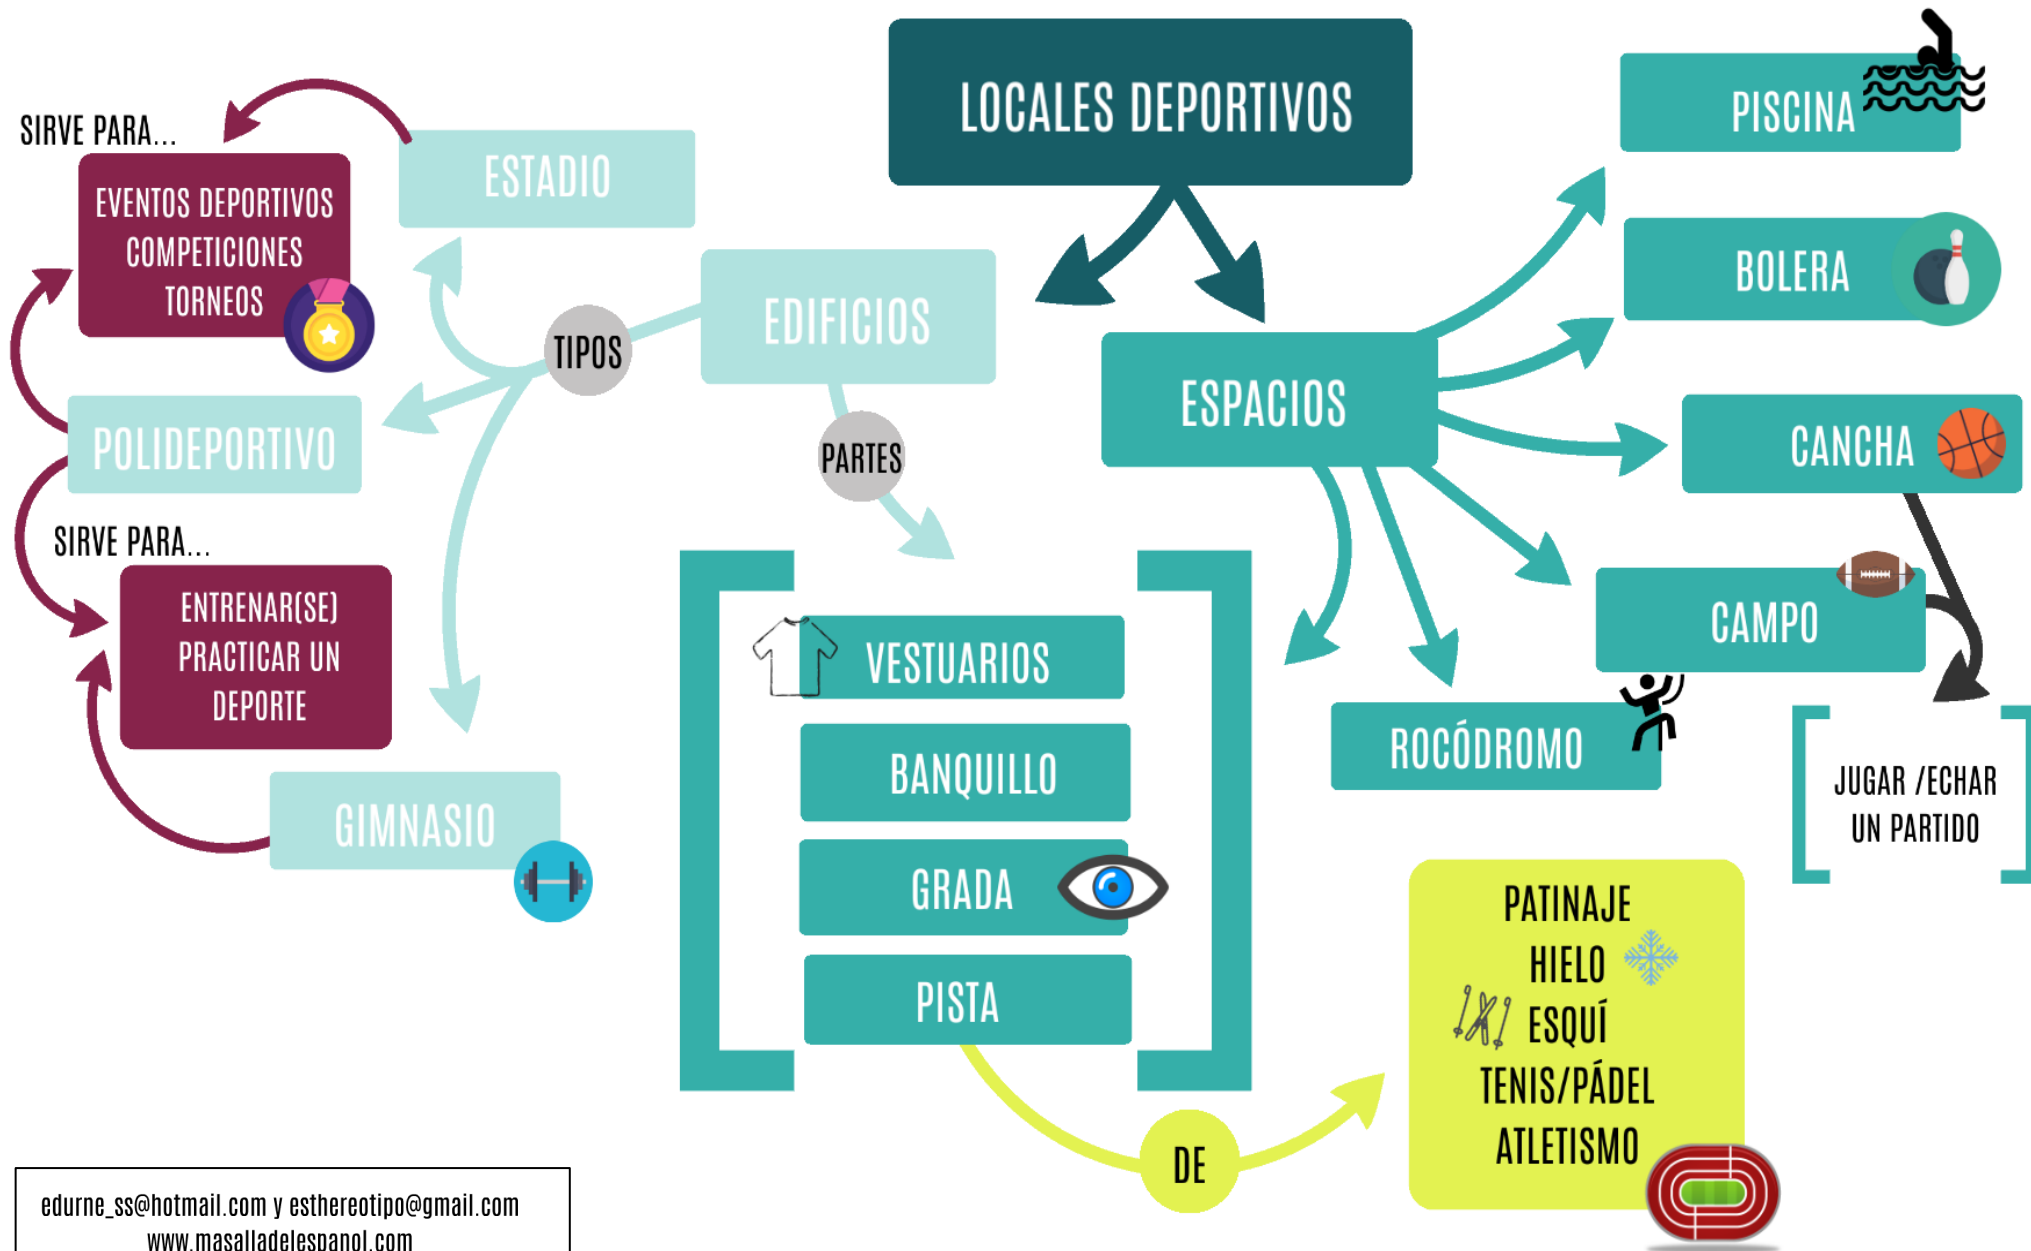 LOCALES DEPORTIVOS
SIRVE PARA...
EVENTOS DEPORTIVOS
COMPETICIONES
TORNEOS
ESTADIO
EDIFICIOS
TIPOS
POLIDEPORTIVO
SIRVE PARA...
ENTRENAR(SE)
PRACTICAR UN
DEPORTE
GIMNASIO
PARTES
VESTUARIOS
BANQUILLO
GRADA
PISTA
DE
PATINAJE
HIELO
ESQUÍ
TENIS/PÁDEL
ATLETISMO
ESPACIOS
PISCINA
BOLERA
CANCHA
CAMPO
ROCÓDROMO
JUGAR /ECHAR
UN PARTIDO
edurne_ss@hotmail.com y esthereotipo@gmail.com
www.masalladelespanol.com